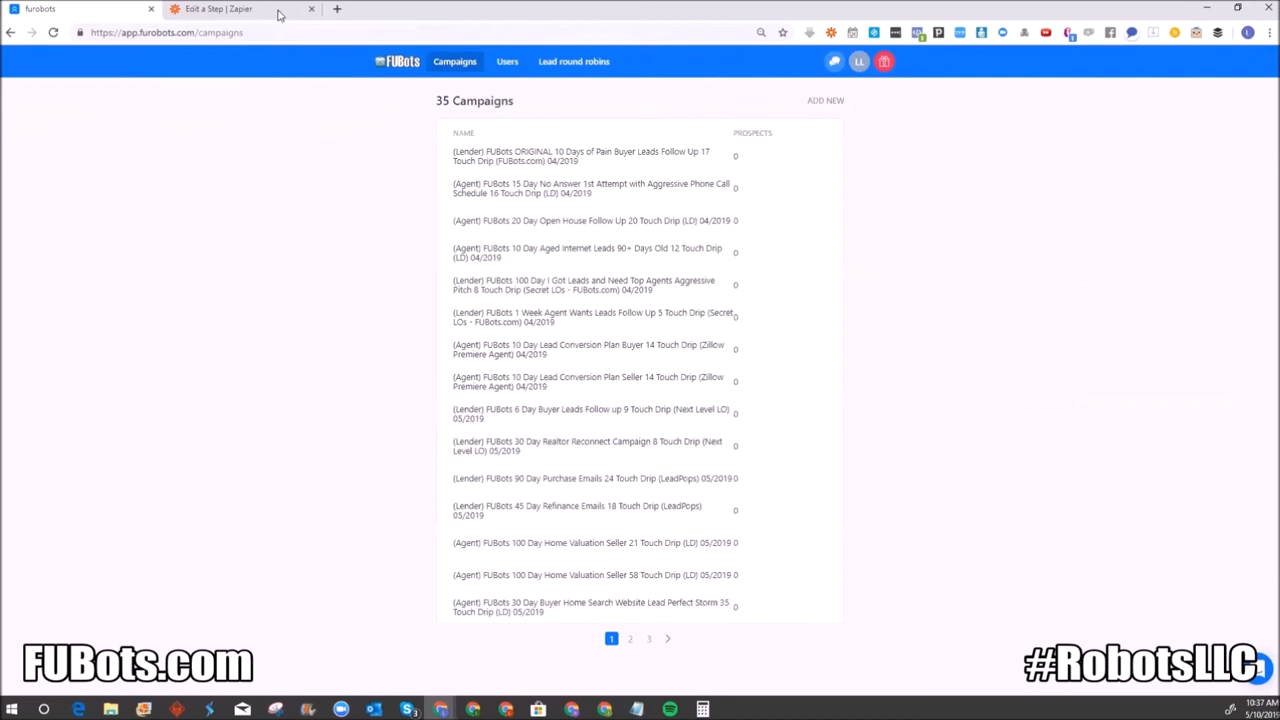 furobots
Edit a Step | Zapier
https://app.furobots.com/campaigns
FUBots
Campaigns
Users
Lead round robins
LL
35 Campaigns
ADD NEW
NAME
PROSPECTS
(Lender) FUBots ORIGINAL 10 Days of Pain Buyer Leads Follow Up 17
Touch Drip (FUBots.com) 04/2019
0
(Agent) FUBots 15 Day No Answer 1st Attempt with Aggressive Phone Call
Schedule 16 Touch Drip (LD) 04/2019
0
(Agent) FUBots 20 Day Open House Follow Up 20 Touch Drip (LD) 04/2019 0
(Agent) FUBots 10 Day Aged Internet Leads 90+ Days Old 12 Touch Drip
(LD) 04/2019
0
(Lender) FUBots 100 Day I Got Leads and Need Top Agents Aggressive
Pitch 8 Touch Drip (Secret LOs - FUBots.com) 04/2019
0
(Lender) FUBots 1 Week Agent Wants Leads Follow Up 5 Touch Drip (Secret
LOs - FUBots.com) 04/2019
0
(Agent) FUBots 10 Day Lead Conversion Plan Buyer 14 Touch Drip (Zillow
Premiere Agent) 04/2019
0
(Agent) FUBots 10 Day Lead Conversion Plan Seller 14 Touch Drip (Zillow
Premiere Agent) 04/2019
0
(Lender) FUBots 6 Day Buyer Leads Follow up 9 Touch Drip (Next Level LO)
05/2019
0
(Lender) FUBots 30 Day Realtor Reconnect Campaign 8 Touch Drip (Next
Level LO) 05/2019
0
(Lender) FUBots 90 Day Purchase Emails 24 Touch Drip (LeadPops) 05/2019 0
(Lender) FUBots 45 Day Refinance Emails 18 Touch Drip (LeadPops)
05/2019
0
(Agent) FUBots 100 Day Home Valuation Seller 21 Touch Drip (LD) 05/2019 0
(Agent) FUBots 100 Day Home Valuation Seller 58 Touch Drip (LD) 05/2019 0
(Agent) FUBots 30 Day Buyer Home Search Website Lead Perfect Storm 35
Touch Drip (LD) 05/2019
0
1 2 3
FUBots.com
#RobotsLLC
10:37 AM
5/10/2019